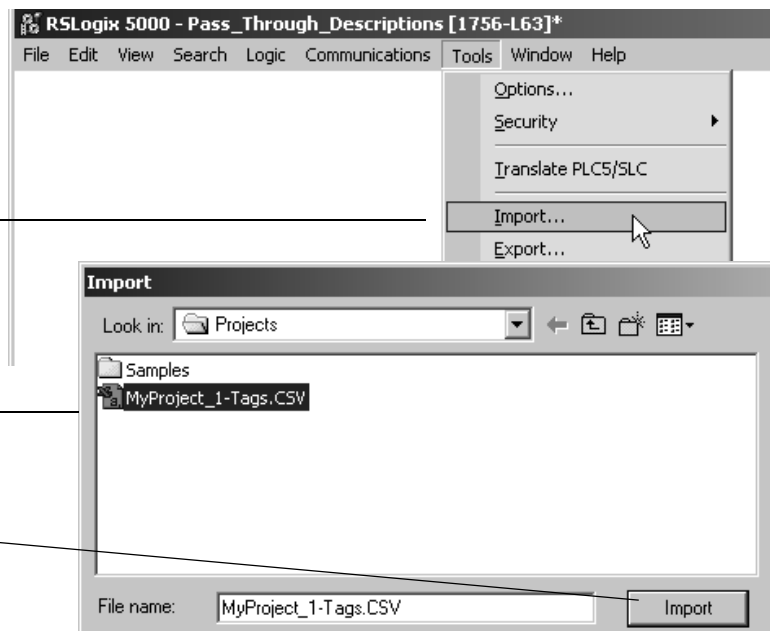 RSLogix 5000 - Pass_Through_Descriptions [1756-L63]*
File Edit View Search Logic Communications Tools Window Help
Options...
Security
Translate PLC5/SLC
Import...
Export...
Import
Look in: Projects
Samples
MyProject_1-Tags.CSV
File name: MyProject_1-Tags.CSV Import